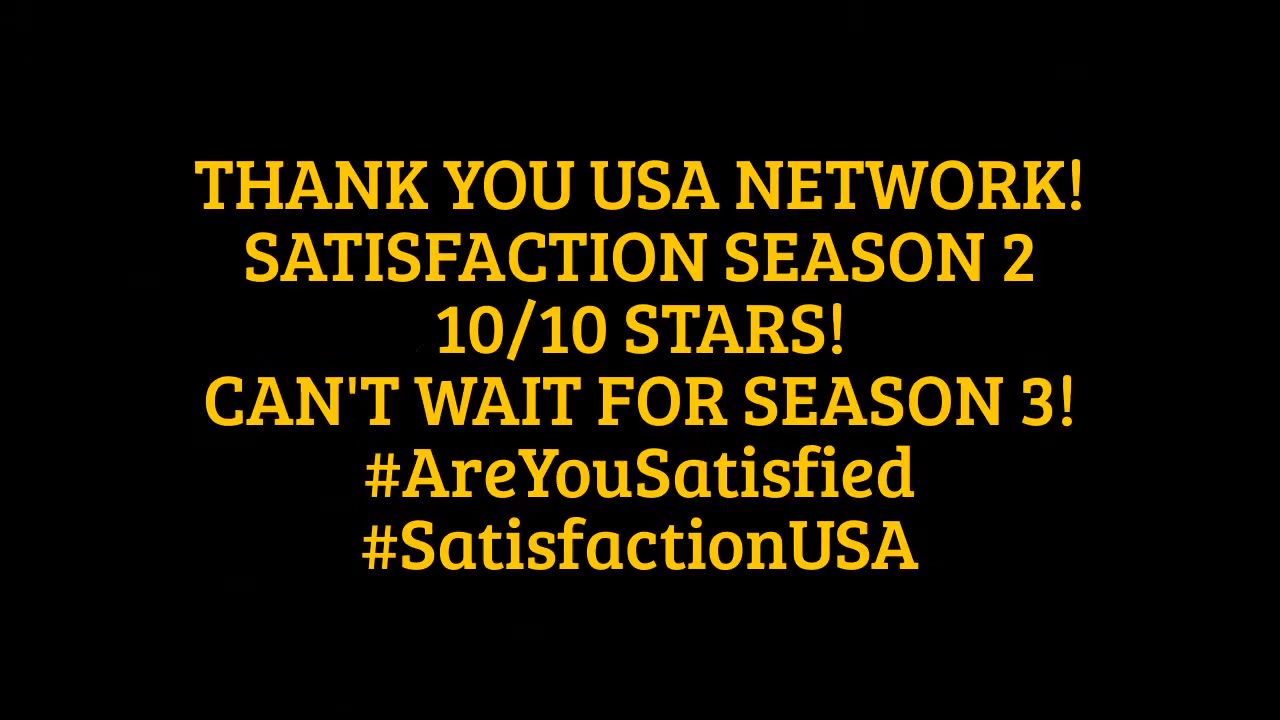 THANK YOU USA NETWORK!
SATISFACTION SEASON 2
10/10 STARS!
CAN'T WAIT FOR SEASON 3!
#AreYouSatisfied
#SatisfactionUSA